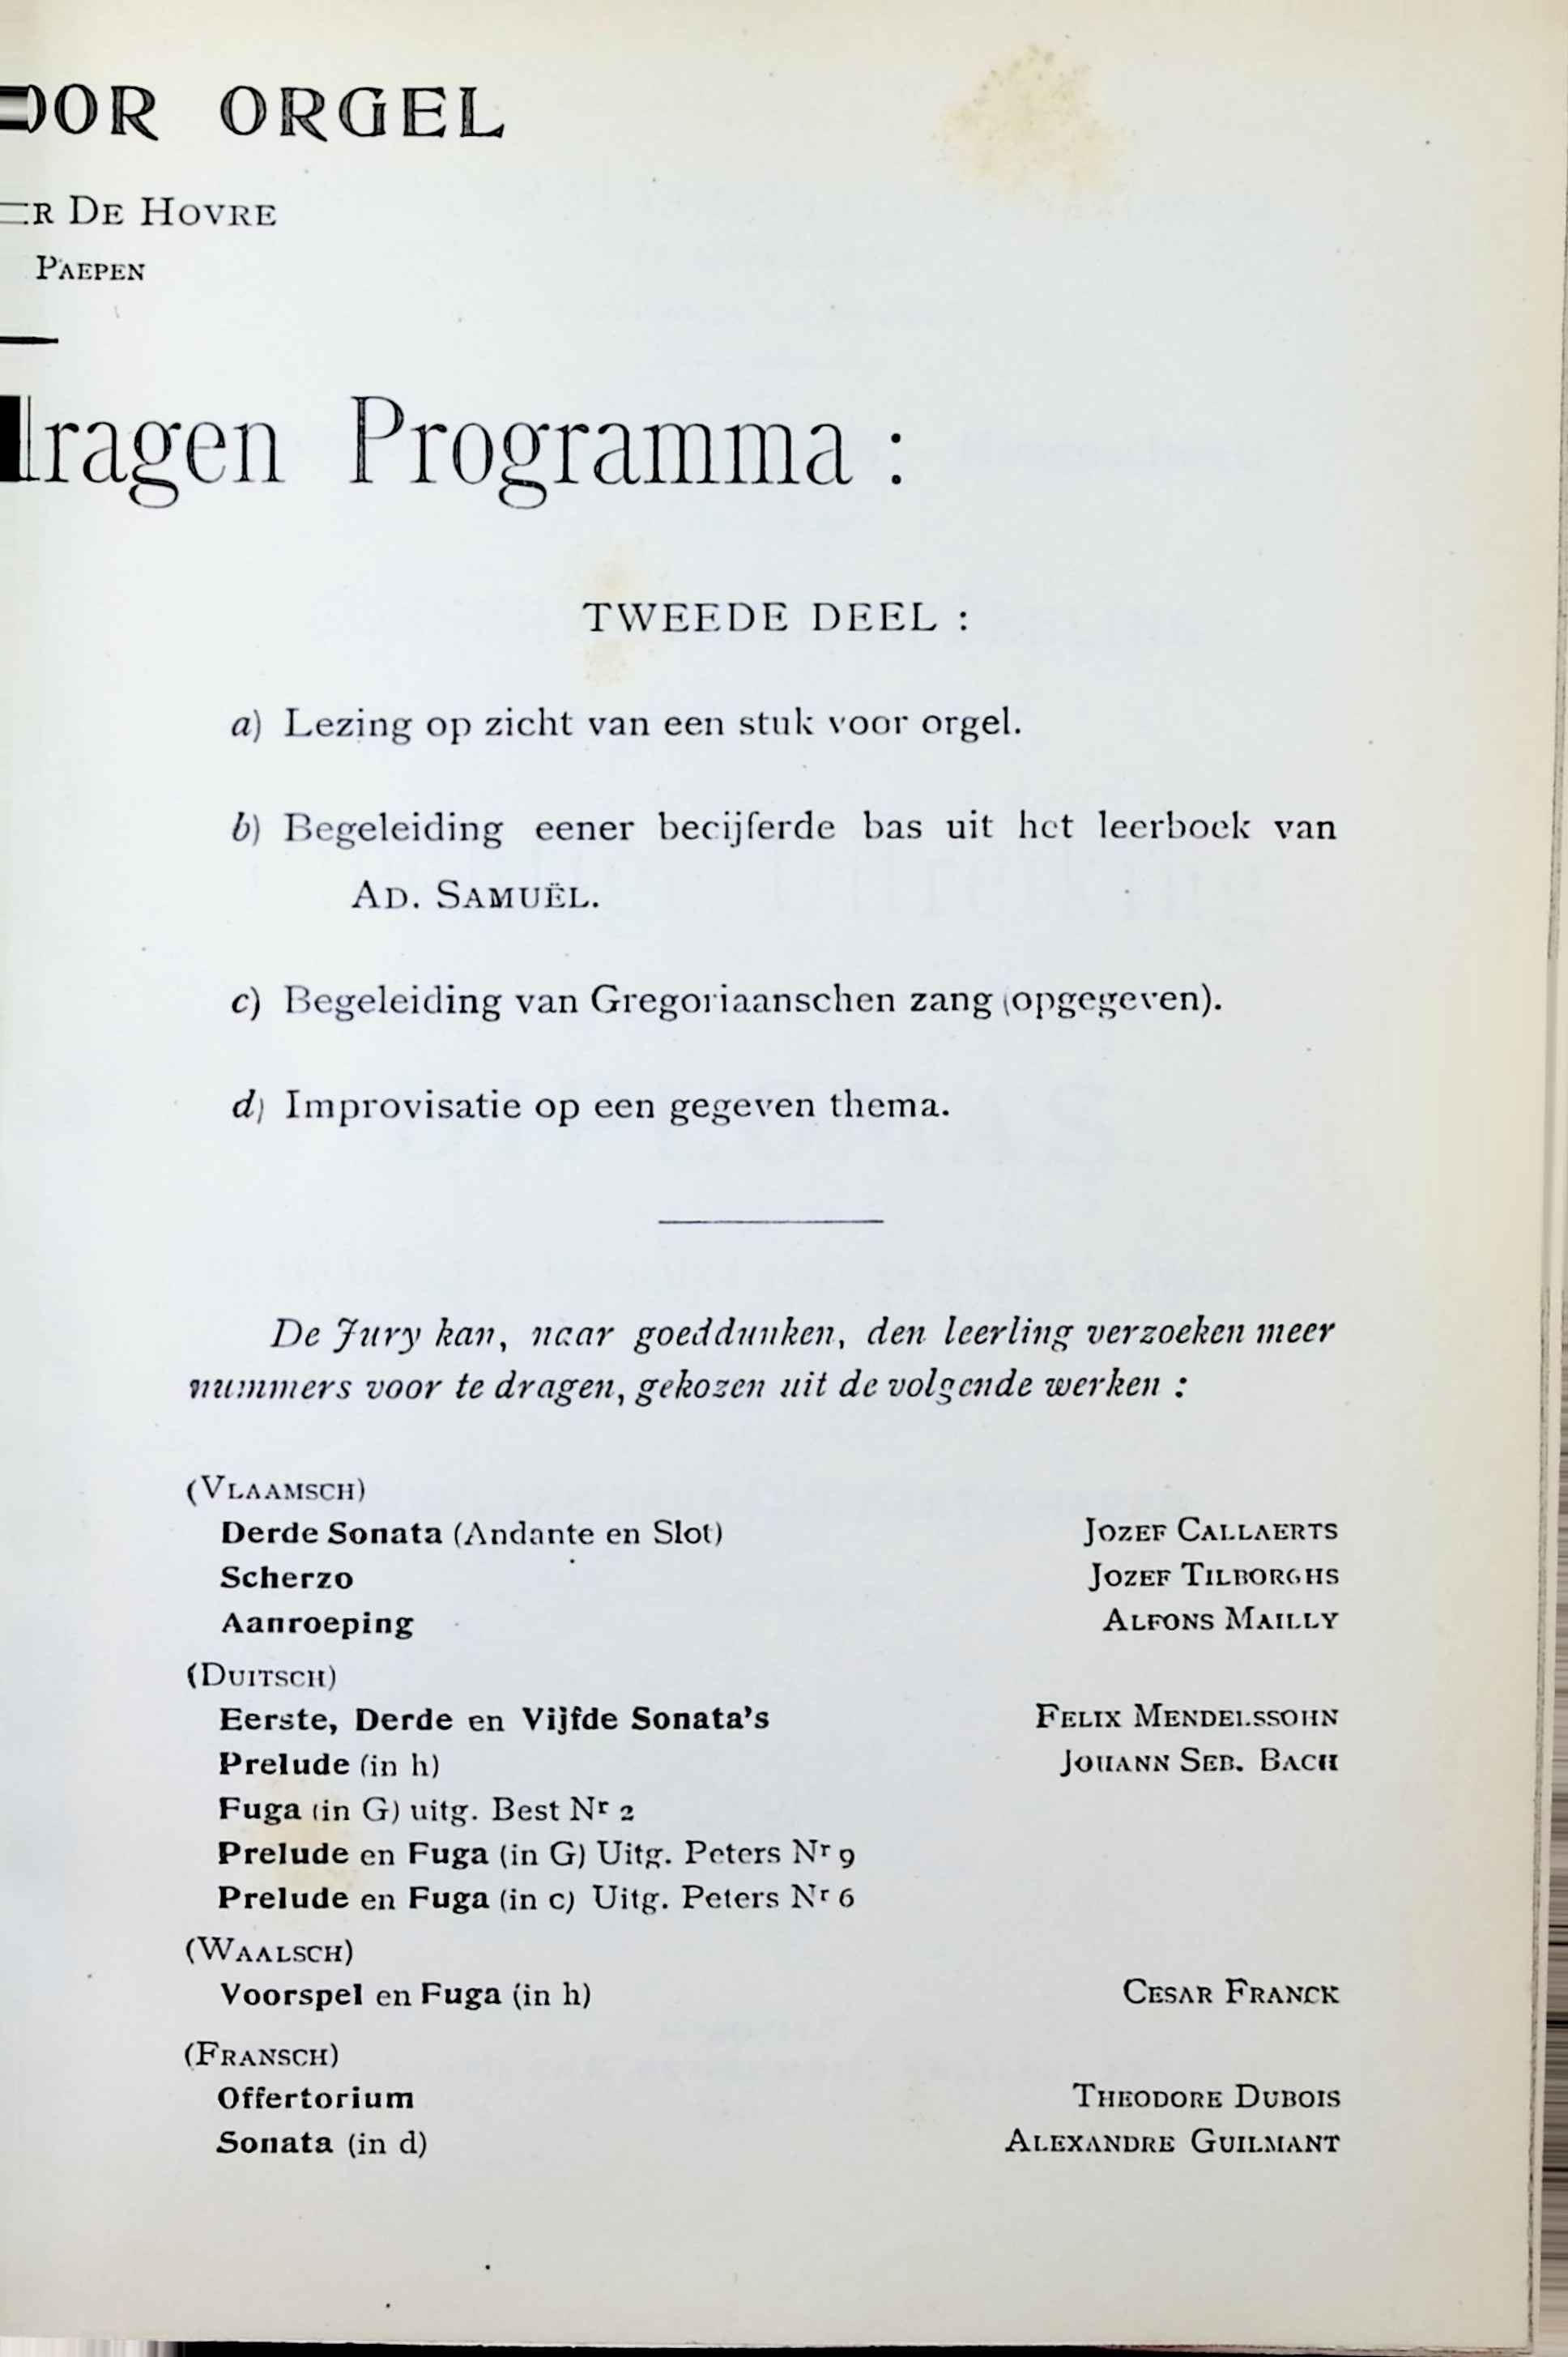 OOR ORGEL
ER DE HOVRE
PAEPEN
dragen Programma :
TWEEDE DEEL :
a) Lezing op zicht van een stuk voor orgel.
b) Begeleiding eener becijferde bas uit het leerboek van
AD. SAMUËL.
c) Begeleiding van Gregoriaanschen zang (opgegeven).
d) Improvisatie op een gegeven thema.
De Jury kan, naar goeddunken, den leerling verzoeken meer
nummers voor te dragen, gekozen uit de volgende werken :
(VLAAMSCH)
Derde Sonata (Andante en Slot) JOZEF CALLAERTS
Scherzo JOZEF TILBORGHS
Aanroeping ALFONS MAILLY
(DUITSCH)
Eerste, Derde en Vijfde Sonata's FELIX MENDELSSOHN
Prelude (in h) JOHANN SEB. BACH
Fuga (in G) uitg. Best Nr 2
Prelude en Fuga (in G) Uitg. Peters Nr 9
Prelude en Fuga (in c) Uitg. Peters Nr 6
(WAALSCH)
Voorspel en Fuga (in h) CESAR FRANCK
(FRANSCH)
Offertorium THEODORE DUBOIS
Sonata (in d) ALEXANDRE GUILMANT